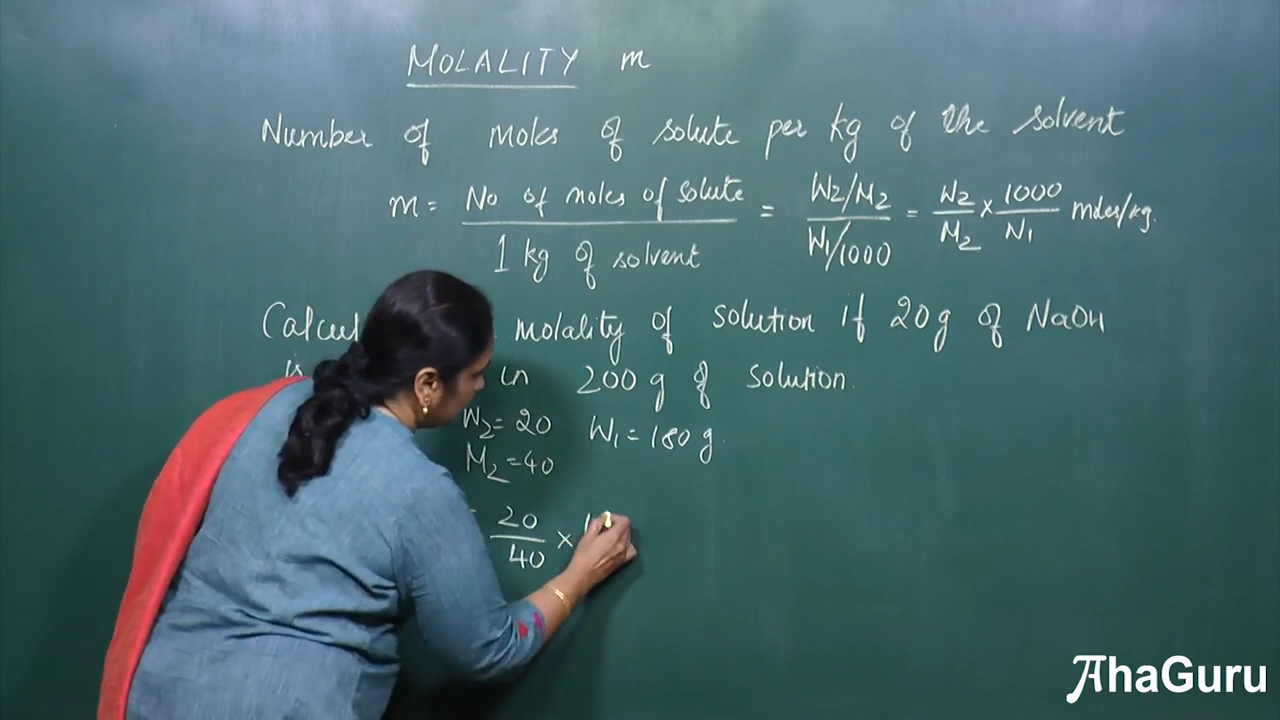 MOLALITY m
Number of moles of solute per kg of the solvent
m = No of moles of solute / 1 kg of solvent = W2/M2 / W1/1000 = W2/M2 × 1000/W1 moles/kg.
Calcul molality of solution if 20g of NaOH
is in 200 g of solution.
W2 = 20 W1 = 180 g.
M2 = 40
= 20/40 ×
AhaGuru